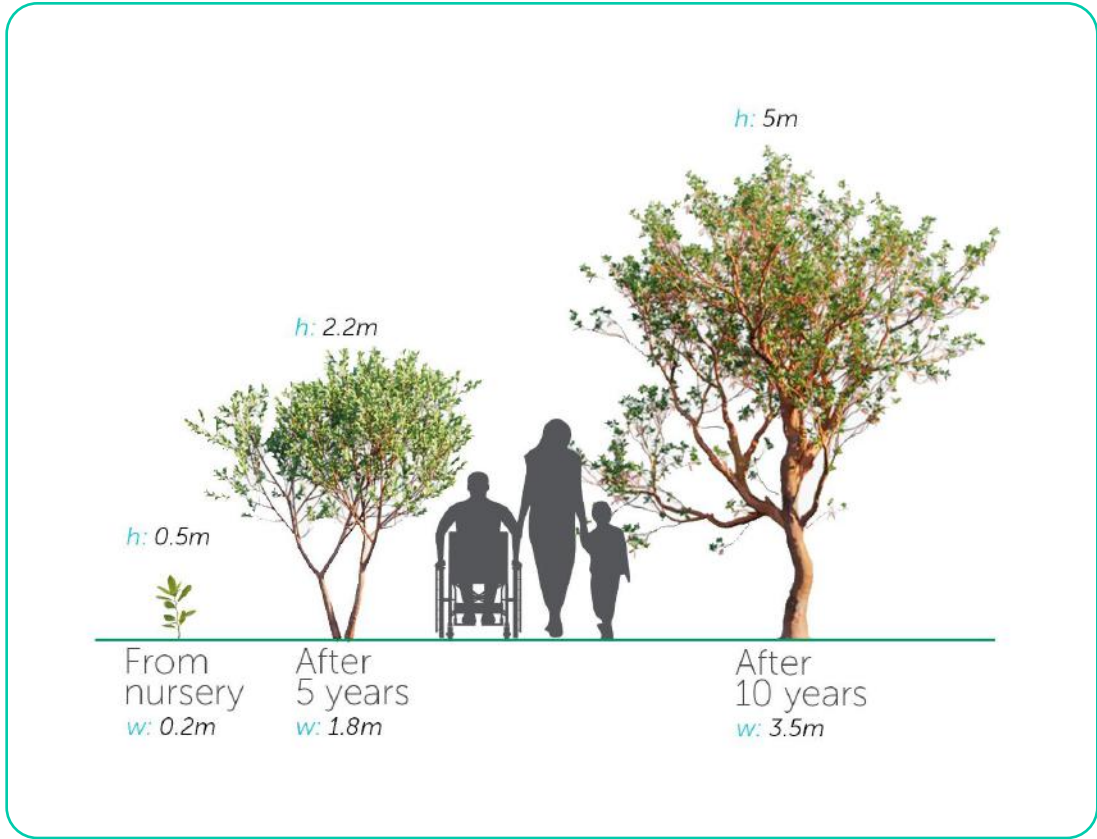 h: 5m
h: 2.2m
h: 0.5m
From
nursery
w: 0.2m
After
5 years
w: 1.8m
After
10 years
w: 3.5m